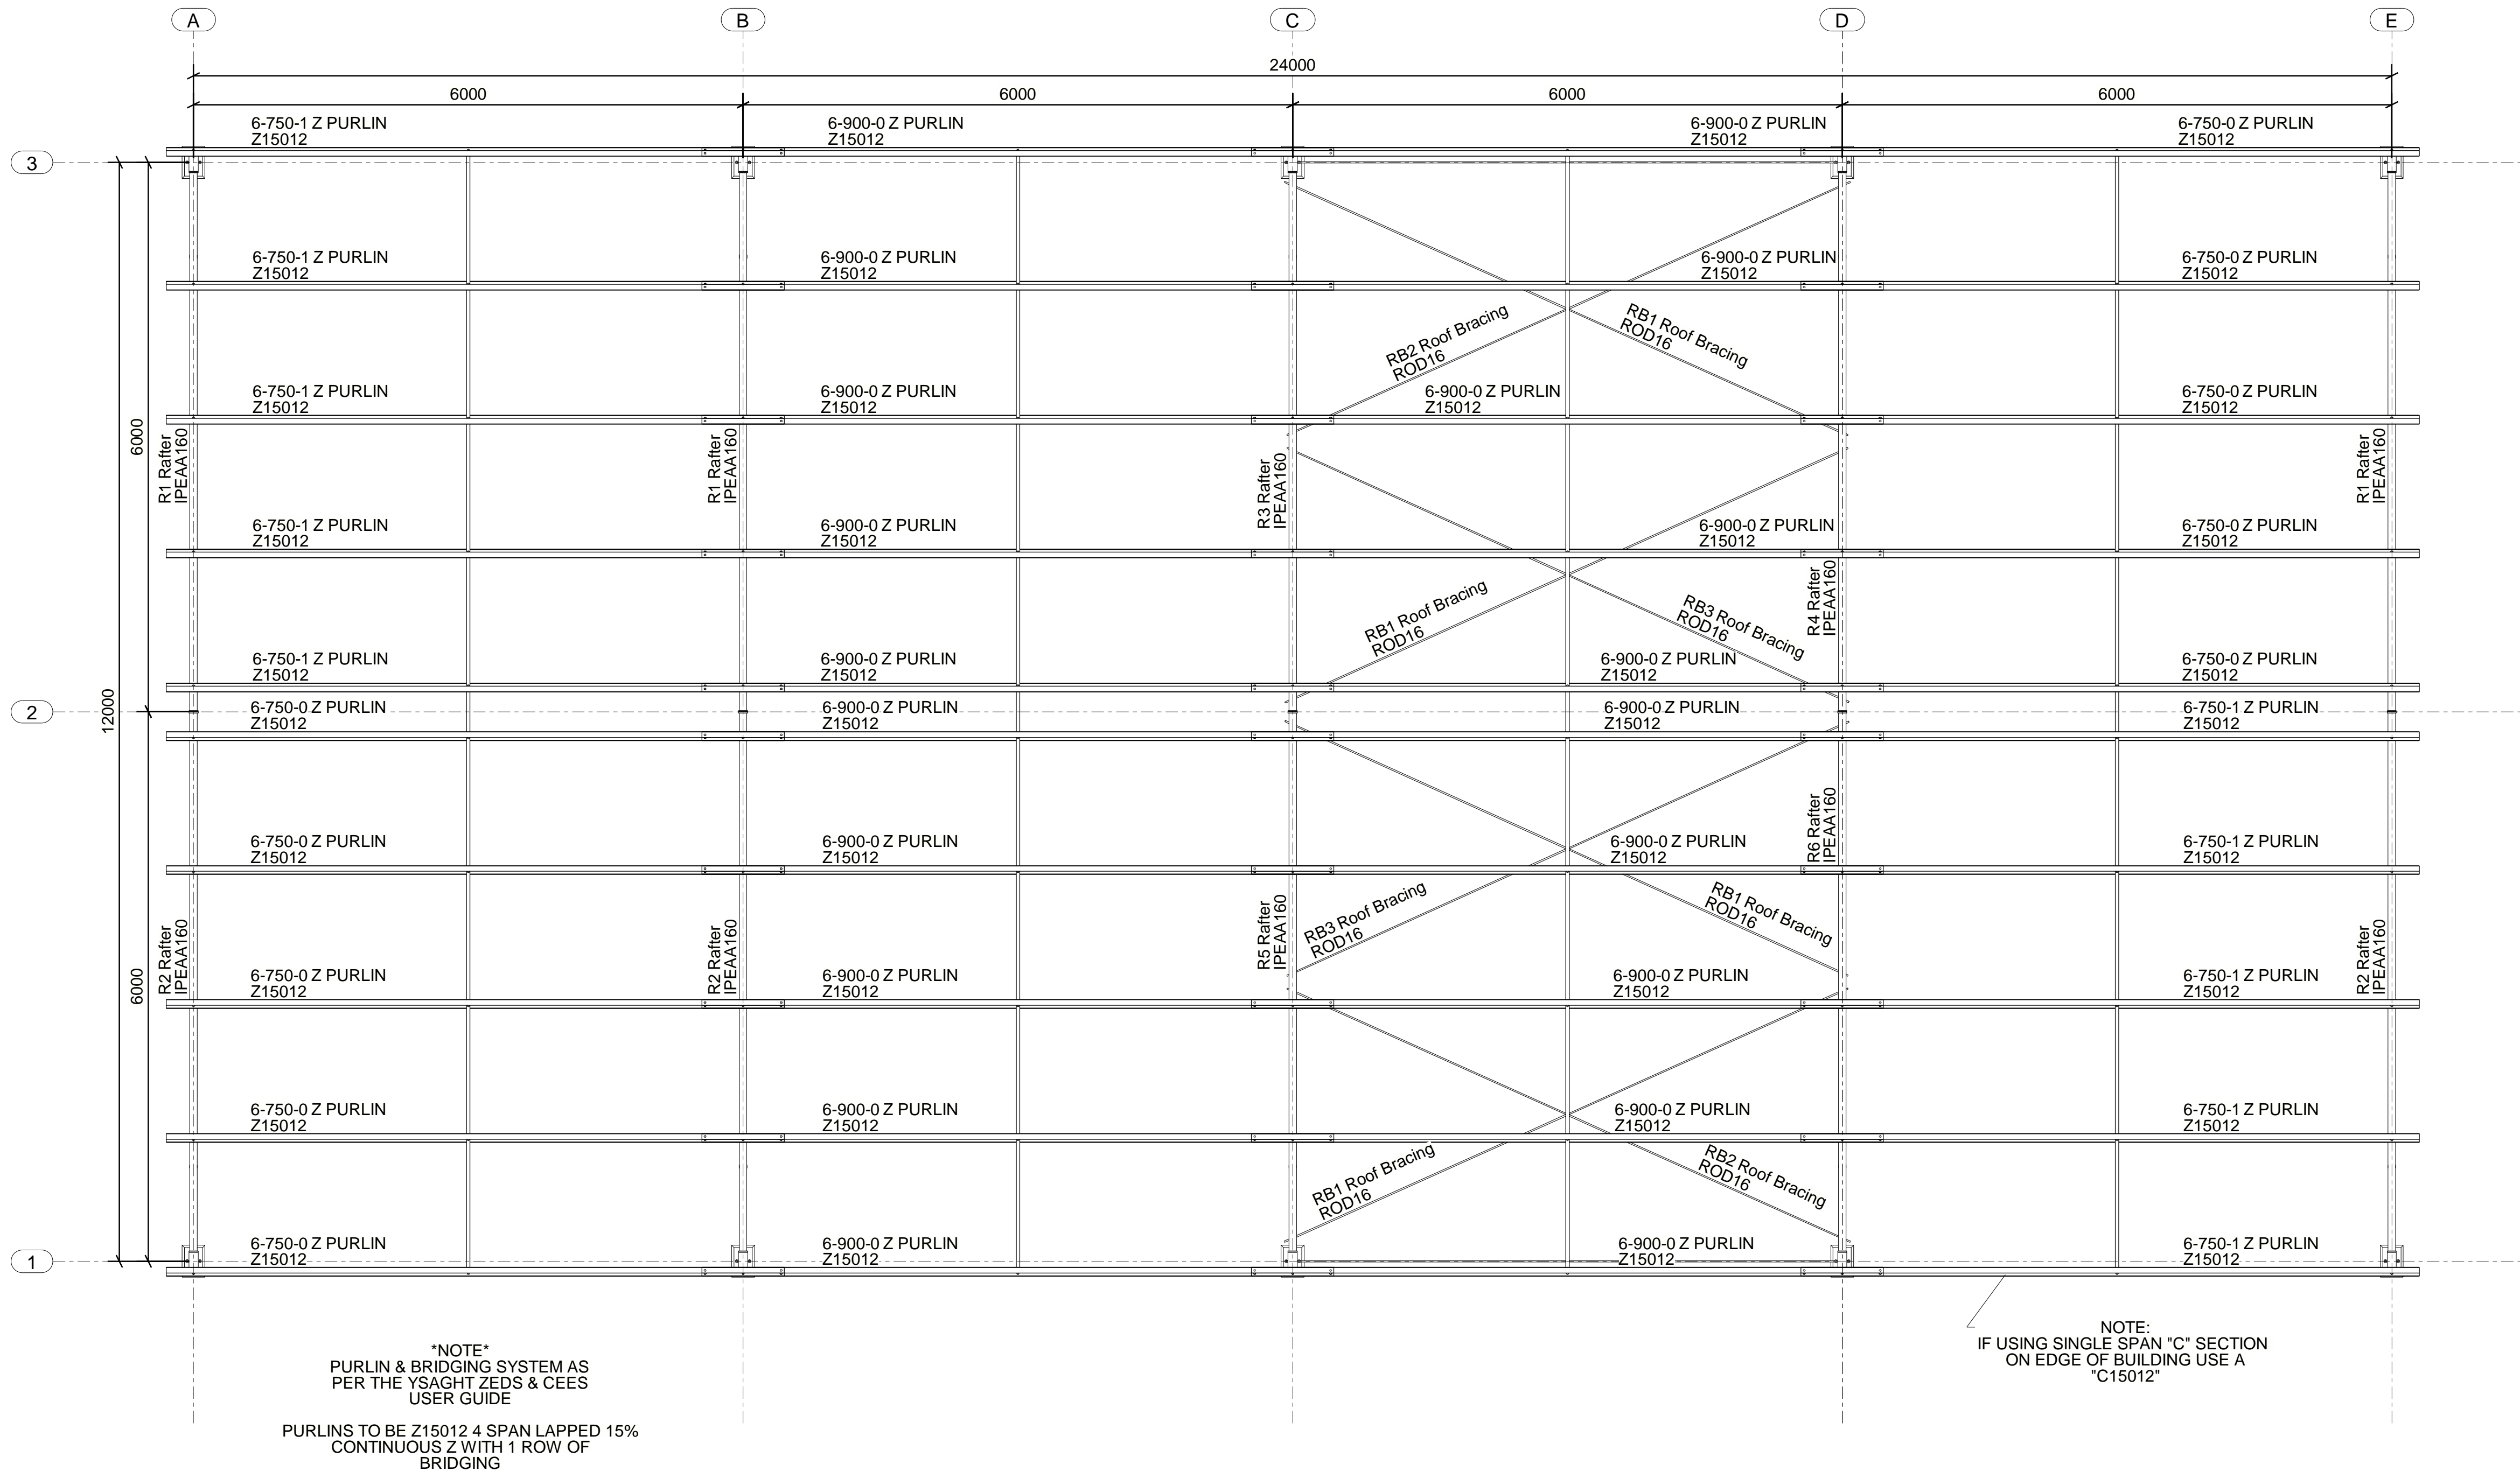 A
B
C
D
E
24000
6000
6000
6000
6000
6-750-1 Z PURLIN
Z15012
6-900-0 Z PURLIN
Z15012
6-900-0 Z PURLIN
Z15012
6-750-0 Z PURLIN
Z15012
3
6-750-1 Z PURLIN
Z15012
6-900-0 Z PURLIN
Z15012
6-900-0 Z PURLIN
Z15012
6-750-0 Z PURLIN
Z15012
RB2 Roof Bracing
ROD16
RB1 Roof Bracing
ROD16
6-750-1 Z PURLIN
Z15012
6-900-0 Z PURLIN
Z15012
6-900-0 Z PURLIN
Z15012
6-750-0 Z PURLIN
Z15012
6000
R1 Rafter
IPEAA160
R1 Rafter
IPEAA160
R3 Rafter
IPEAA160
R1 Rafter
IPEAA160
6-750-1 Z PURLIN
Z15012
6-900-0 Z PURLIN
Z15012
6-900-0 Z PURLIN
Z15012
6-750-0 Z PURLIN
Z15012
RB1 Roof Bracing
ROD16
RB3 Roof Bracing
ROD16
R4 Rafter
IPEAA160
6-750-1 Z PURLIN
Z15012
6-900-0 Z PURLIN
Z15012
6-900-0 Z PURLIN
Z15012
6-750-0 Z PURLIN
Z15012
12000
2
6-750-0 Z PURLIN
Z15012
6-900-0 Z PURLIN
Z15012
6-900-0 Z PURLIN
Z15012
6-750-1 Z PURLIN
Z15012
R6 Rafter
IPEAA160
6-750-0 Z PURLIN
Z15012
6-900-0 Z PURLIN
Z15012
6-900-0 Z PURLIN
Z15012
6-750-1 Z PURLIN
Z15012
RB3 Roof Bracing
ROD16
RB1 Roof Bracing
ROD16
6000
R2 Rafter
IPEAA160
R2 Rafter
IPEAA160
R5 Rafter
IPEAA160
R2 Rafter
IPEAA160
6-750-0 Z PURLIN
Z15012
6-900-0 Z PURLIN
Z15012
6-900-0 Z PURLIN
Z15012
6-750-1 Z PURLIN
Z15012
6-750-0 Z PURLIN
Z15012
6-900-0 Z PURLIN
Z15012
6-900-0 Z PURLIN
Z15012
6-750-1 Z PURLIN
Z15012
RB1 Roof Bracing
ROD16
RB2 Roof Bracing
ROD16
1
6-750-0 Z PURLIN
Z15012
6-900-0 Z PURLIN
Z15012
6-900-0 Z PURLIN
Z15012
6-750-1 Z PURLIN
Z15012
*NOTE*
PURLIN & BRIDGING SYSTEM AS
PER THE YSAGHT ZEDS & CEES
USER GUIDE
PURLINS TO BE Z15012 4 SPAN LAPPED 15%
CONTINUOUS Z WITH 1 ROW OF
BRIDGING
NOTE:
IF USING SINGLE SPAN "C" SECTION
ON EDGE OF BUILDING USE A
"C15012"